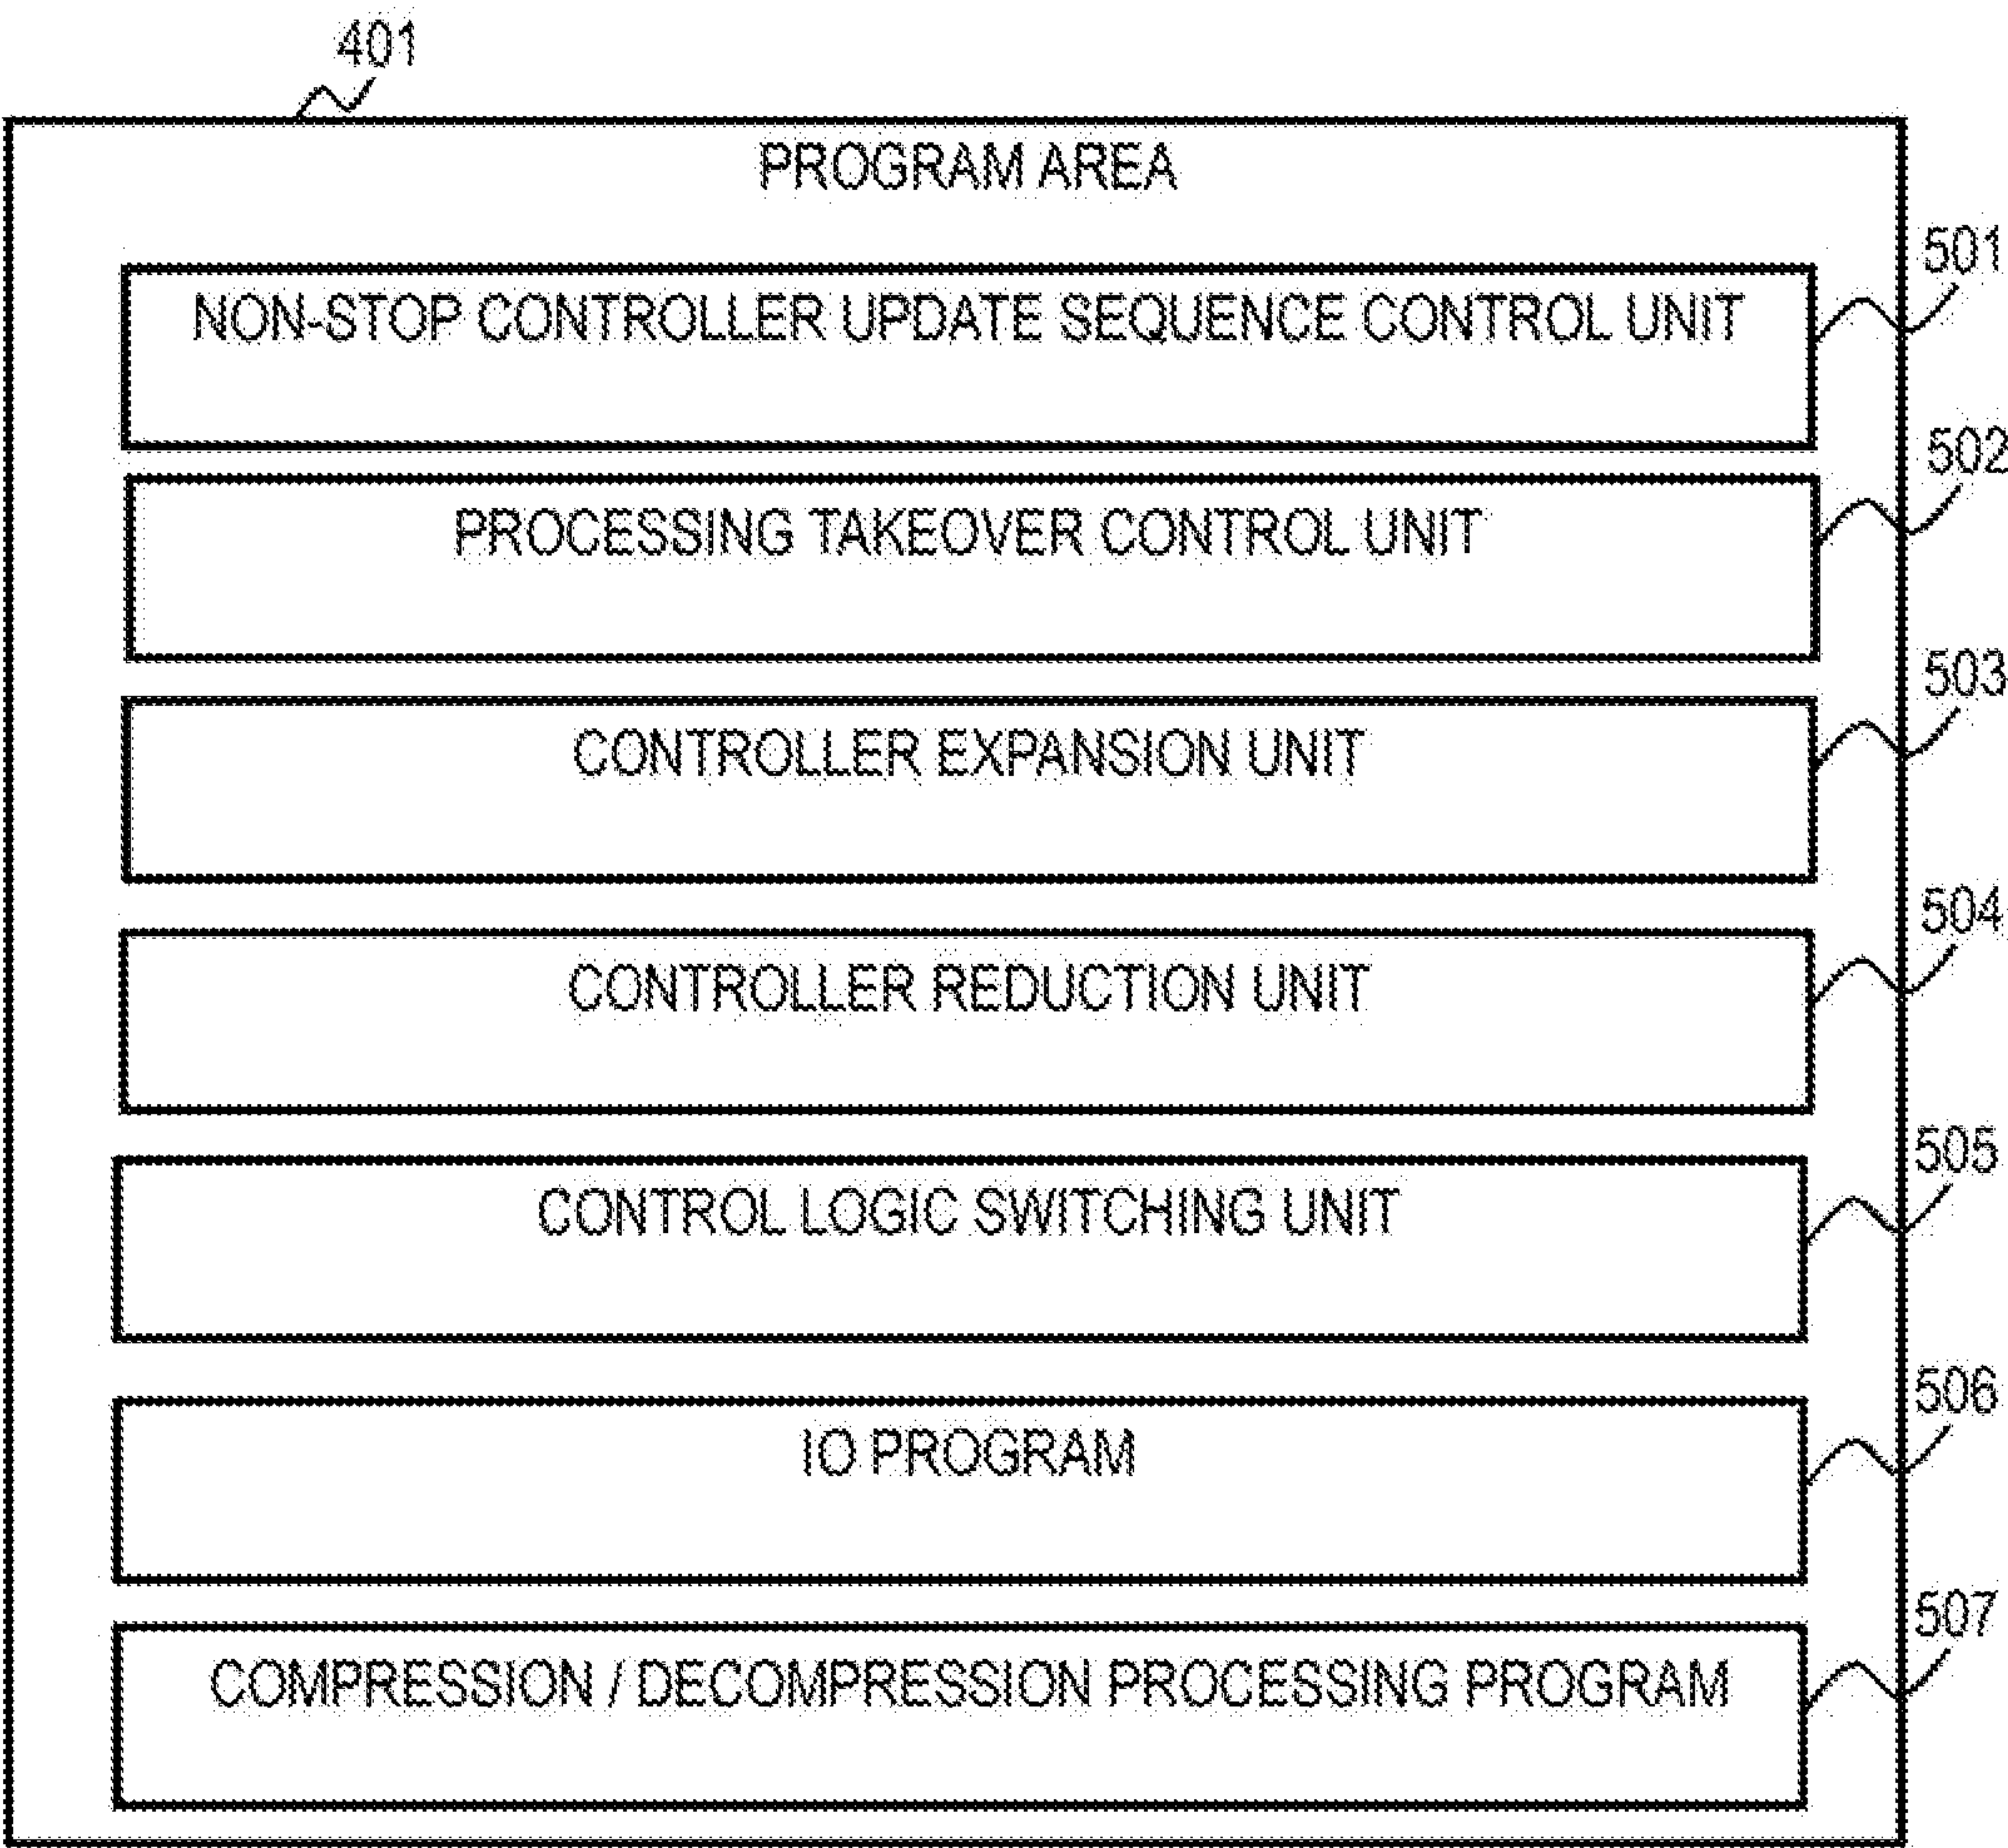 401
PROGRAM AREA
501
NON-STOP CONTROLLER UPDATE SEQUENCE CONTROL UNIT
502
PROCESSING TAKEOVER CONTROL UNIT
503
CONTROLLER EXPANSION UNIT
504
CONTROLLER REDUCTION UNIT
505
CONTROL LOGIC SWITCHING UNIT
506
IO PROGRAM
507
COMPRESSION / DECOMPRESSION PROCESSING PROGRAM